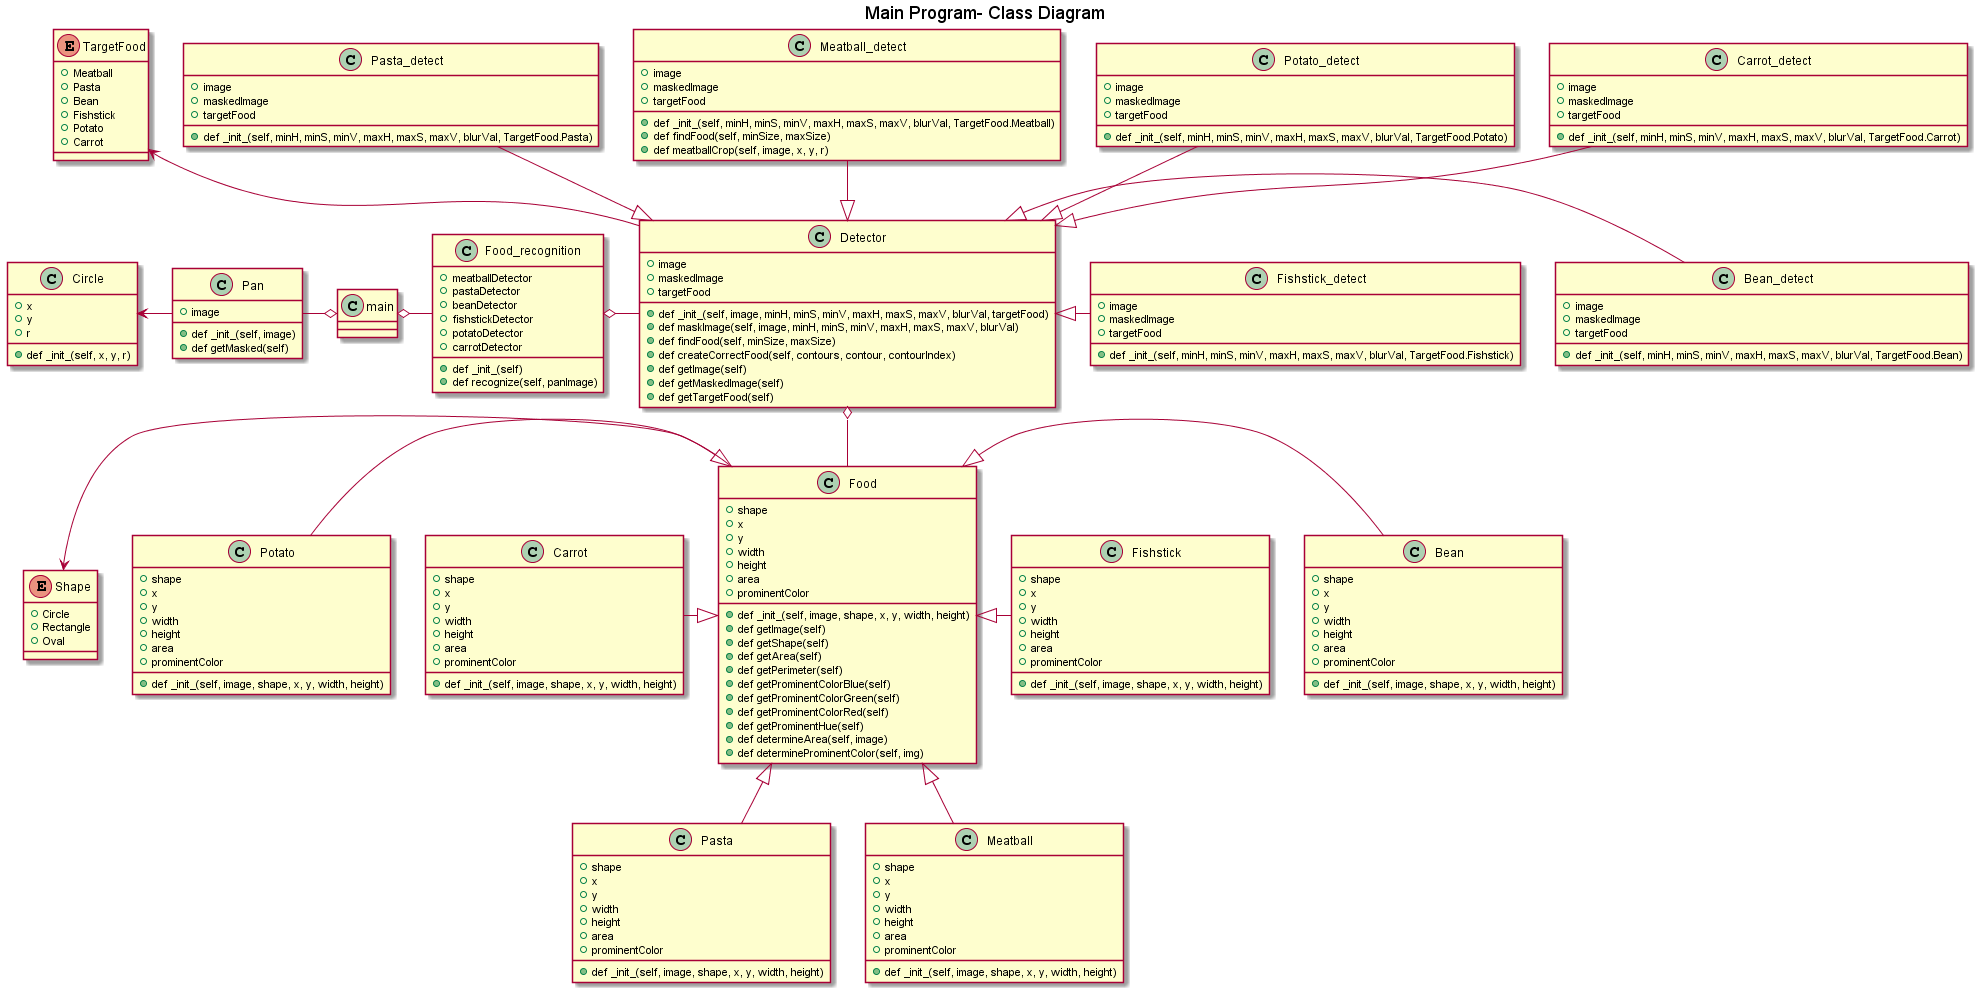 Main Program- Class Diagram
E TargetFood
Meatball
Pasta
Bean
Fishstick
Potato
Carrot
C Pasta_detect
image
maskedImage
targetFood
def _init_(self, minH, minS, minV, maxH, maxS, maxV, blurVal, TargetFood.Pasta)
C Meatball_detect
image
maskedImage
targetFood
def _init_(self, minH, minS, minV, maxH, maxS, maxV, blurVal, TargetFood.Meatball)
def findFood(self, minSize, maxSize)
def meatballCrop(self, image, x, y, r)
C Potato_detect
image
maskedImage
targetFood
def _init_(self, minH, minS, minV, maxH, maxS, maxV, blurVal, TargetFood.Potato)
C Carrot_detect
image
maskedImage
targetFood
def _init_(self, minH, minS, minV, maxH, maxS, maxV, blurVal, TargetFood.Carrot)
C Circle
x
y
r
def _init_(self, x, y, r)
C Pan
image
def _init_(self, image)
def getMasked(self)
C main
C Food_recognition
meatballDetector
pastaDetector
beanDetector
fishstickDetector
potatoDetector
carrotDetector
def _init_(self)
def recognize(self, panImage)
C Detector
image
maskedImage
targetFood
def _init_(self, image, minH, minS, minV, maxH, maxS, maxV, blurVal, targetFood)
def maskImage(self, image, minH, minS, minV, maxH, maxS, maxV, blurVal)
def findFood(self, minSize, maxSize)
def createCorrectFood(self, contours, contour, contourIndex)
def getImage(self)
def getMaskedImage(self)
def getTargetFood(self)
C Fishstick_detect
image
maskedImage
targetFood
def _init_(self, minH, minS, minV, maxH, maxS, maxV, blurVal, TargetFood.Fishstick)
C Bean_detect
image
maskedImage
targetFood
def _init_(self, minH, minS, minV, maxH, maxS, maxV, blurVal, TargetFood.Bean)
E Shape
Circle
Rectangle
Oval
C Potato
shape
x
y
width
height
area
prominentColor
def _init_(self, image, shape, x, y, width, height)
C Carrot
shape
x
y
width
height
area
prominentColor
def _init_(self, image, shape, x, y, width, height)
C Food
shape
x
y
width
height
area
prominentColor
def _init_(self, image, shape, x, y, width, height)
def getImage(self)
def getShape(self)
def getArea(self)
def getPerimeter(self)
def getProminentColorBlue(self)
def getProminentColorGreen(self)
def getProminentColorRed(self)
def getProminentHue(self)
def determineArea(self, image)
def determineProminentColor(self, img)
C Fishstick
shape
x
y
width
height
area
prominentColor
def _init_(self, image, shape, x, y, width, height)
C Bean
shape
x
y
width
height
area
prominentColor
def _init_(self, image, shape, x, y, width, height)
C Pasta
shape
x
y
width
height
area
prominentColor
def _init_(self, image, shape, x, y, width, height)
C Meatball
shape
x
y
width
height
area
prominentColor
def _init_(self, image, shape, x, y, width, height)